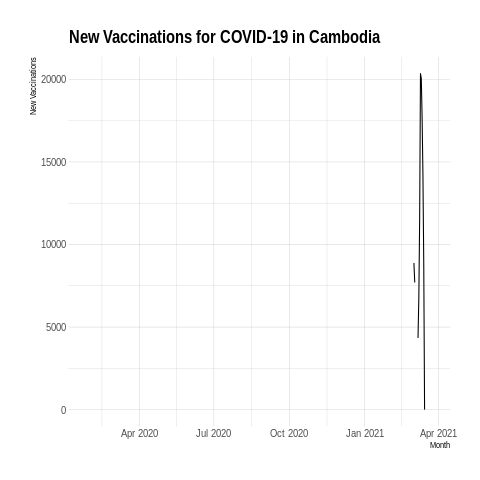 New Vaccinations for COVID-19 in Cambodia
New Vaccinations
20000
15000
10000
5000
0
Apr 2020 Jul 2020 Oct 2020 Jan 2021 Apr 2021
Month